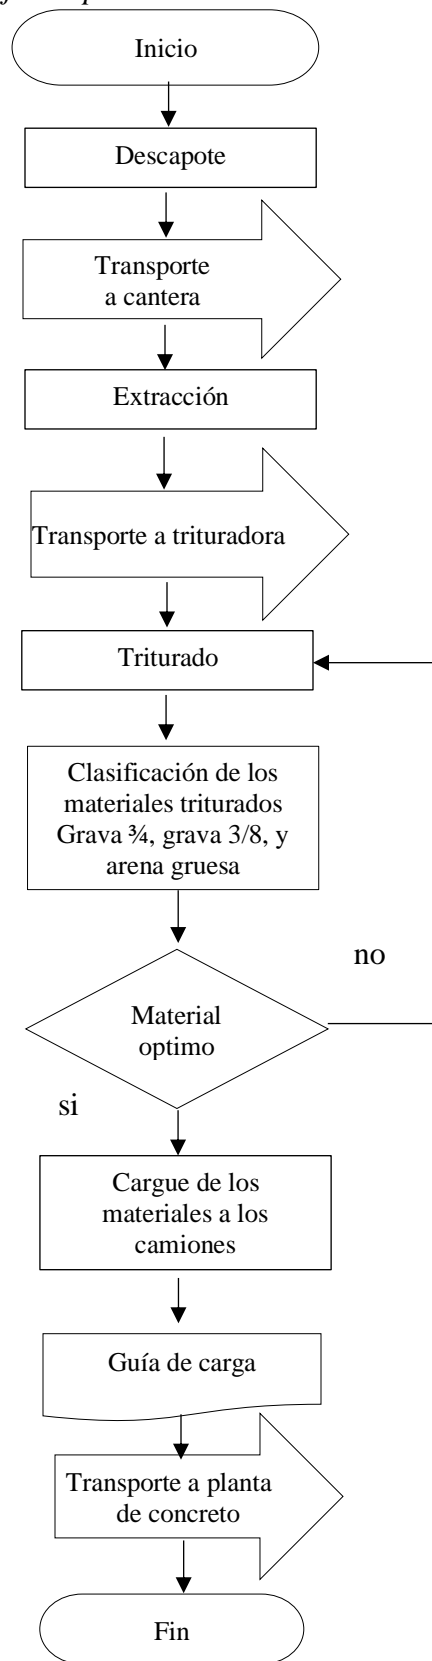 Inicio
Descapote
Transporte
a cantera
Extracción
Transporte a trituradora
Triturado
Clasificación de los
materiales triturados
Grava ¾, grava 3/8, y
arena gruesa
no
Material
optimo
si
Cargue de los
materiales a los
camiones
Guía de carga
Transporte a planta
de concreto
Fin